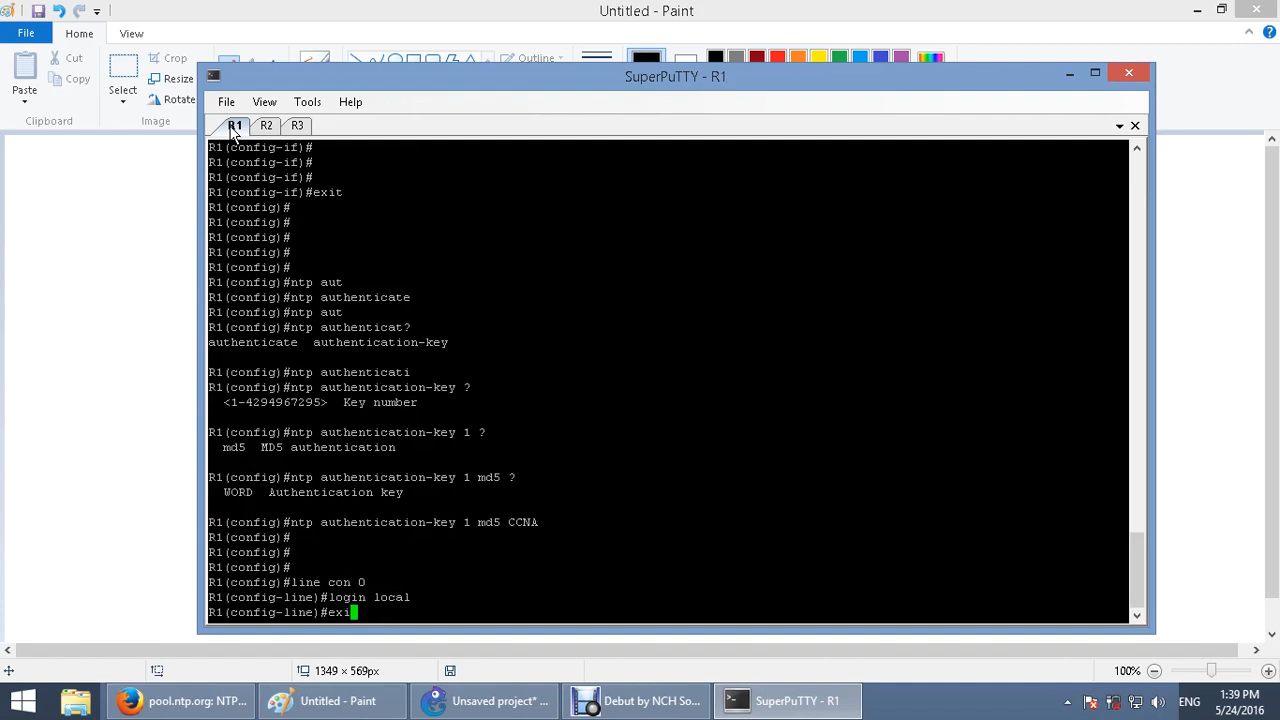 Untitled - Paint
File
Home
View
Paste
Cut
Copy
Clipboard
Select
Resize
Rotate
Image
Outline
SuperPuTTY - R1
File View Tools Help
R1 R2 R3
R1(config-if)#
R1(config-if)#
R1(config-if)#
R1(config-if)#exit
R1(config)#
R1(config)#
R1(config)#
R1(config)#
R1(config)#
R1(config)#ntp aut
R1(config)#ntp authenticate
R1(config)#ntp aut
R1(config)#ntp authenticat?
authenticate  authentication-key
R1(config)#ntp authenticati
R1(config)#ntp authentication-key ?
<1-4294967295>  Key number
R1(config)#ntp authentication-key 1 ?
md5  MD5 authentication
R1(config)#ntp authentication-key 1 md5 ?
WORD  Authentication key
R1(config)#ntp authentication-key 1 md5 CCNA
R1(config)#
R1(config)#
R1(config)#
R1(config)#line con 0
R1(config-line)#login local
R1(config-line)#exi
1349 × 569px
100%
pool.ntp.org: NTP...
Untitled - Paint
Unsaved project*...
Debut by NCH So...
SuperPuTTY - R1
ENG
1:39 PM
5/24/2016